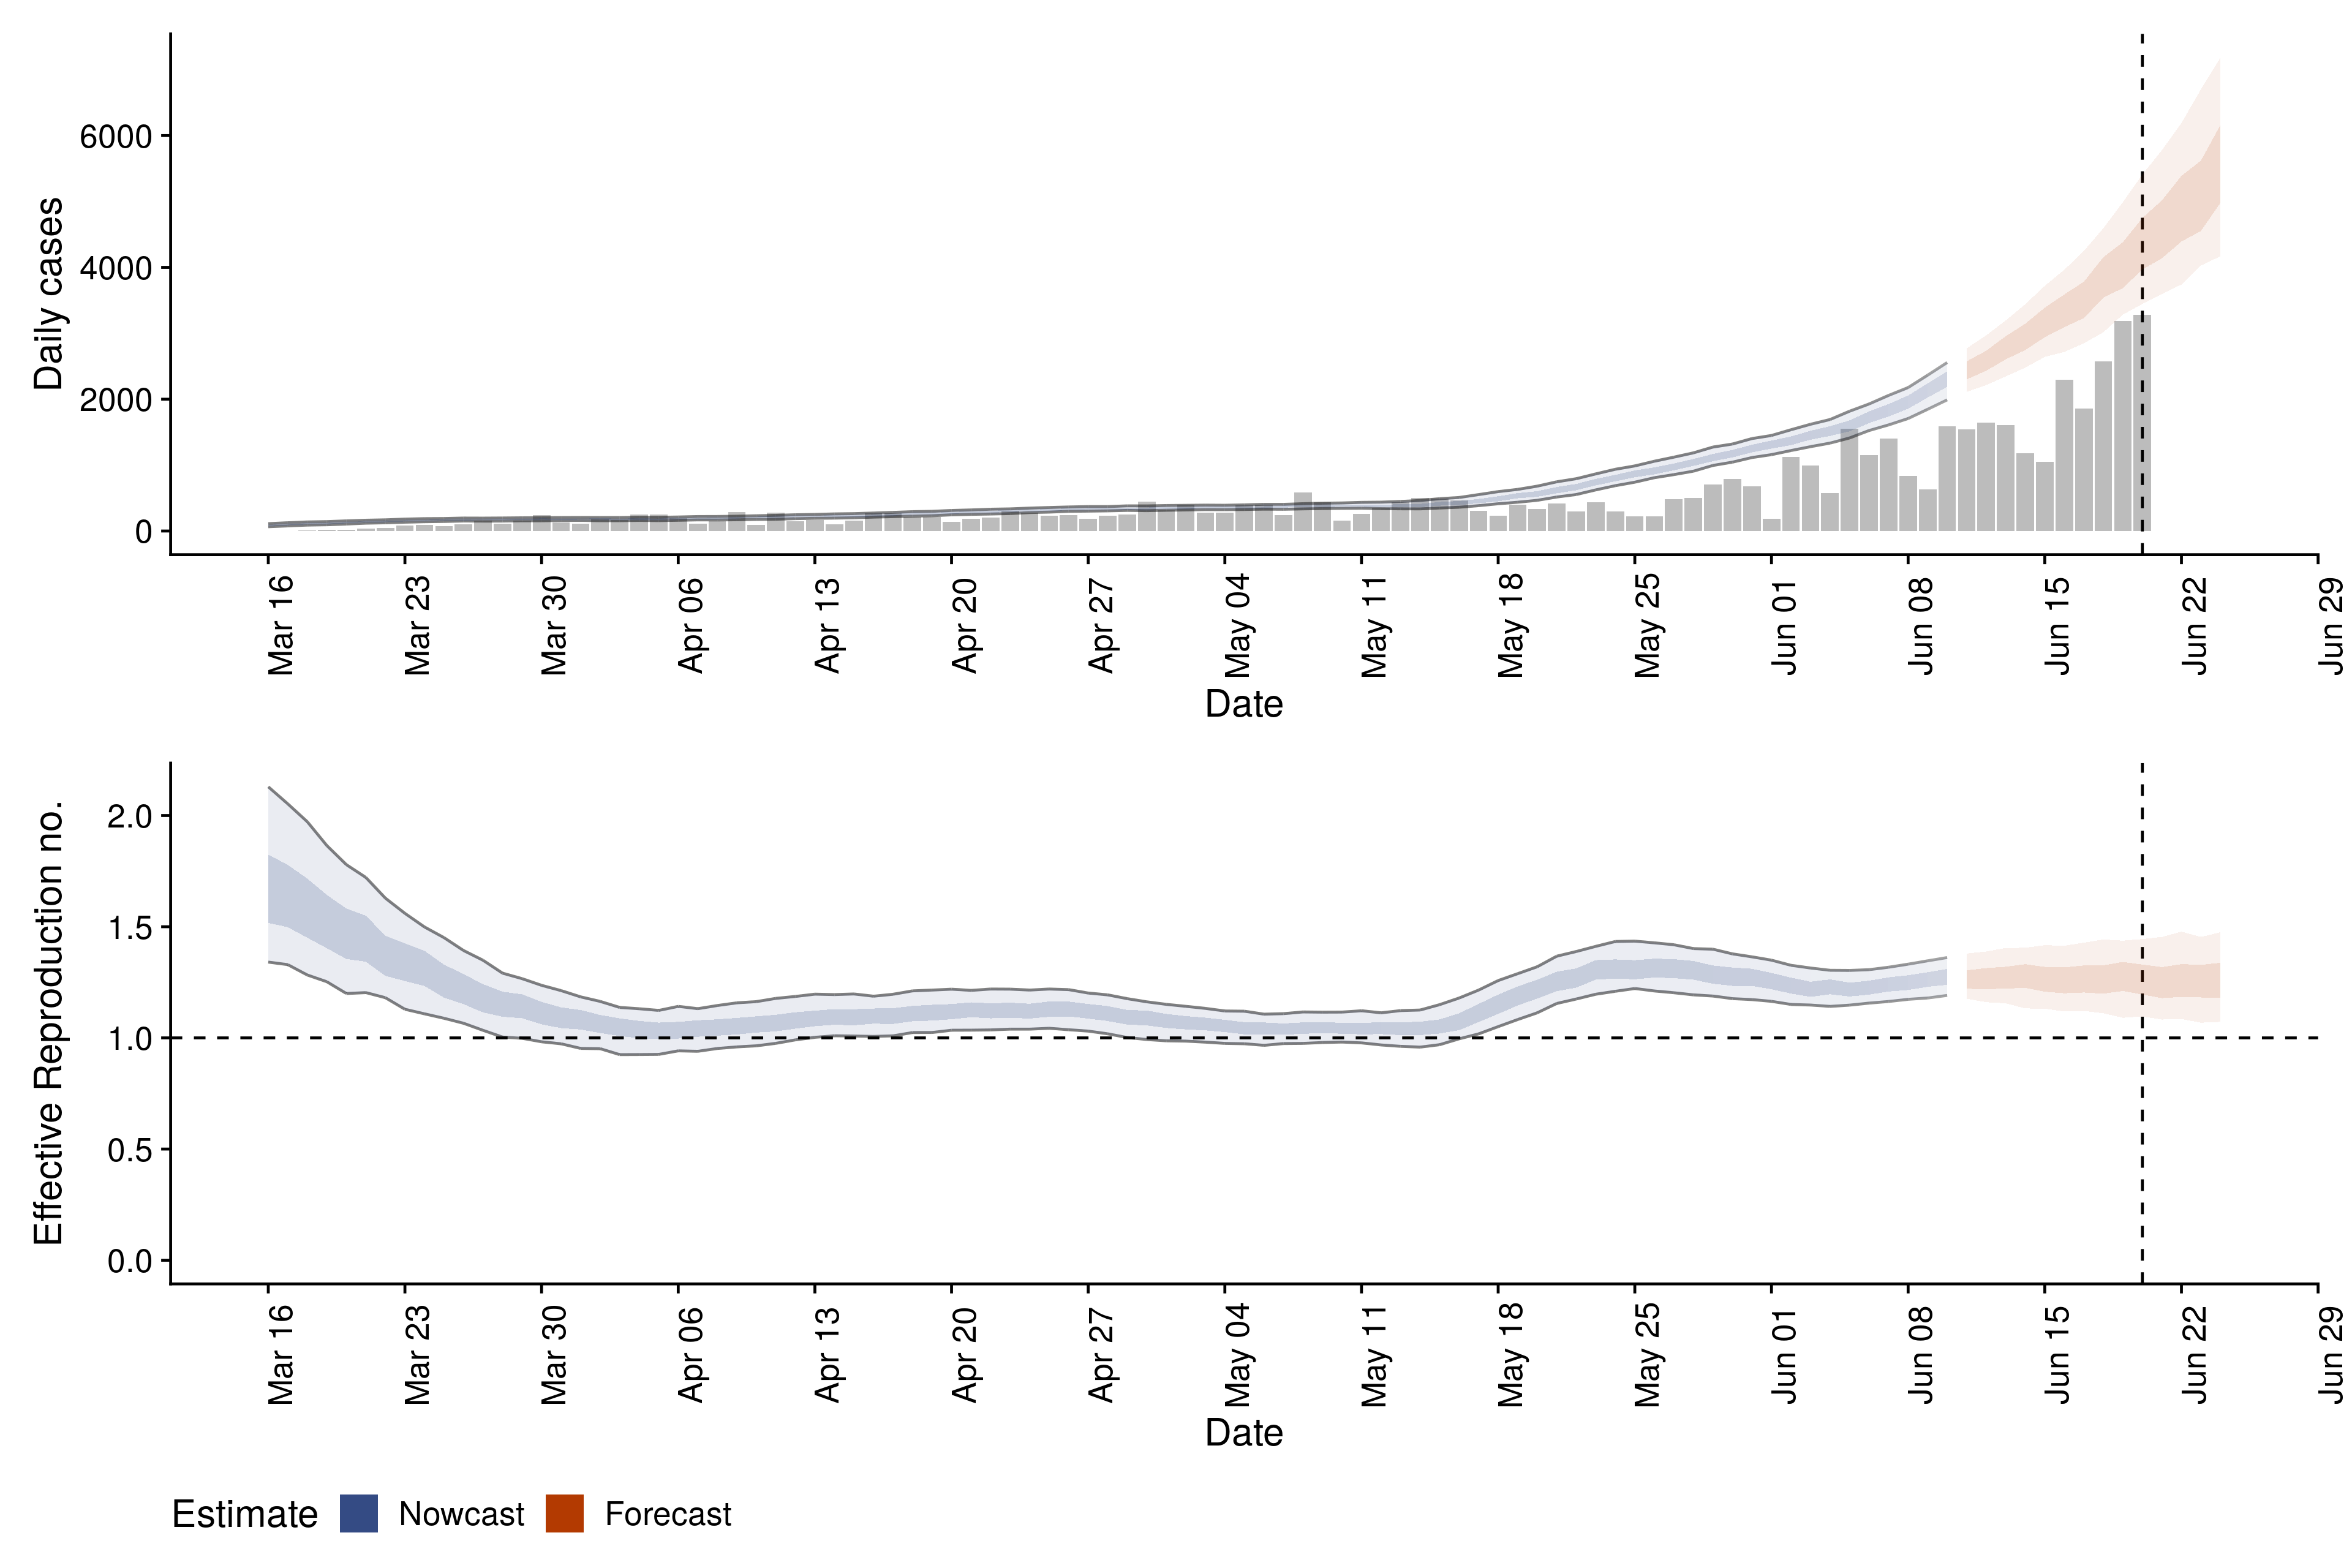 Daily cases
6000
4000
2000
0
Mar 16
Mar 23
Mar 30
Apr 06
Apr 13
Apr 20
Apr 27
May 04
May 11
May 18
May 25
Jun 01
Jun 08
Jun 15
Jun 22
Jun 29
Date
Effective Reproduction no.
2.0
1.5
1.0
0.5
0.0
Mar 16
Mar 23
Mar 30
Apr 06
Apr 13
Apr 20
Apr 27
May 04
May 11
May 18
May 25
Jun 01
Jun 08
Jun 15
Jun 22
Jun 29
Date
Estimate Nowcast Forecast